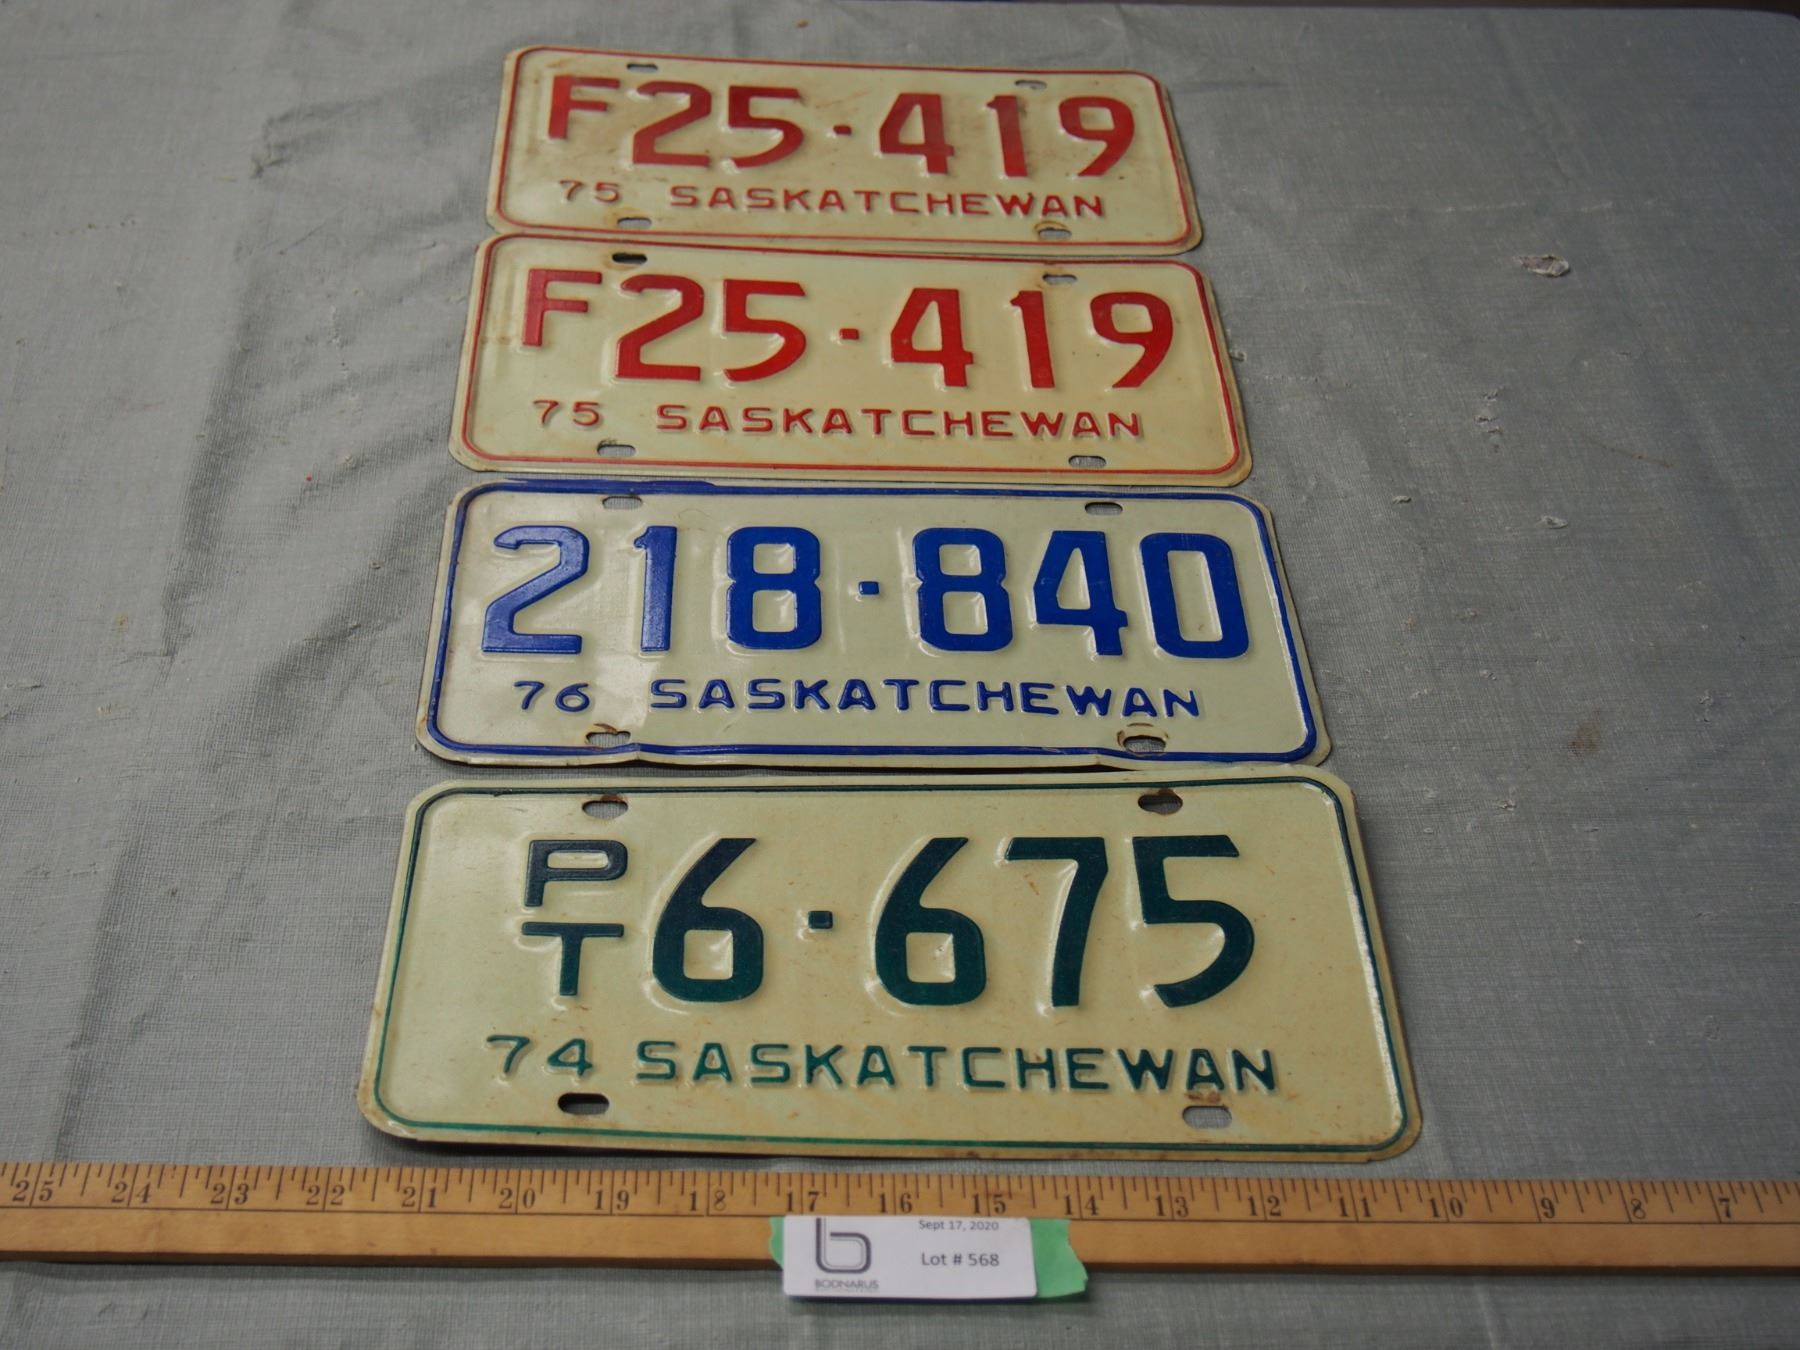 F25·419
75 SASKATCHEWAN
F25·419
75 SASKATCHEWAN
218·840
76 SASKATCHEWAN
PT 6·675
74 SASKATCHEWAN
25 24 23 22 21 20 19 18 17 16 15 14 13 12 11 10 9 8 7
Sept 17, 2020
Lot # 568
BODNARUS